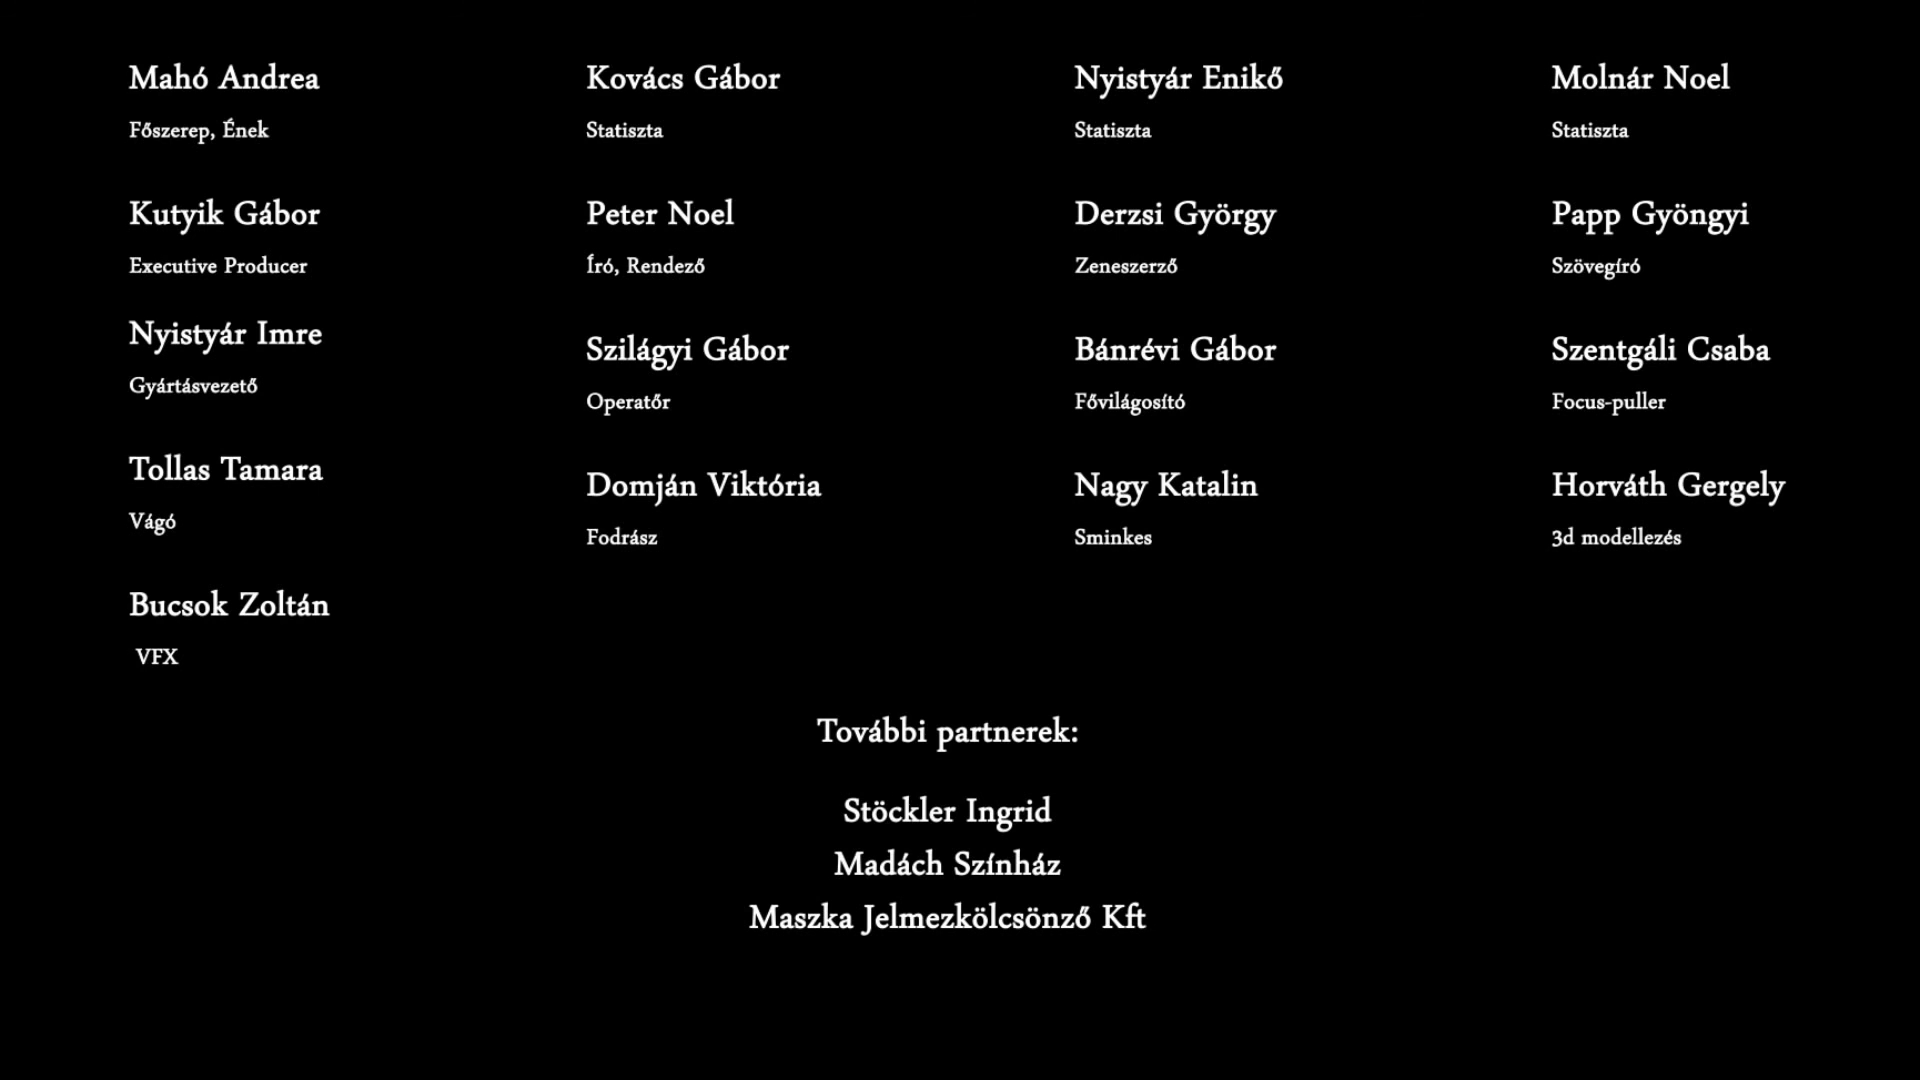 Mahó Andrea
Főszerep, Ének
Kovács Gábor
Statiszta
Nyistyár Enikő
Statiszta
Molnár Noel
Statiszta
Kutyik Gábor
Executive Producer
Peter Noel
Író, Rendező
Derzsi György
Zeneszerző
Papp Gyöngyi
Szövegíró
Nyistyár Imre
Gyártásvezető
Szilágyi Gábor
Operatőr
Bánrévi Gábor
Fővilágosító
Szentgáli Csaba
Focus-puller
Tollas Tamara
Vágó
Domján Viktória
Fodrász
Nagy Katalin
Sminkes
Horváth Gergely
3d modellezés
Bucsok Zoltán
VFX
További partnerek:
Stöckler Ingrid
Madách Színház
Maszka Jelmezkölcsönző Kft